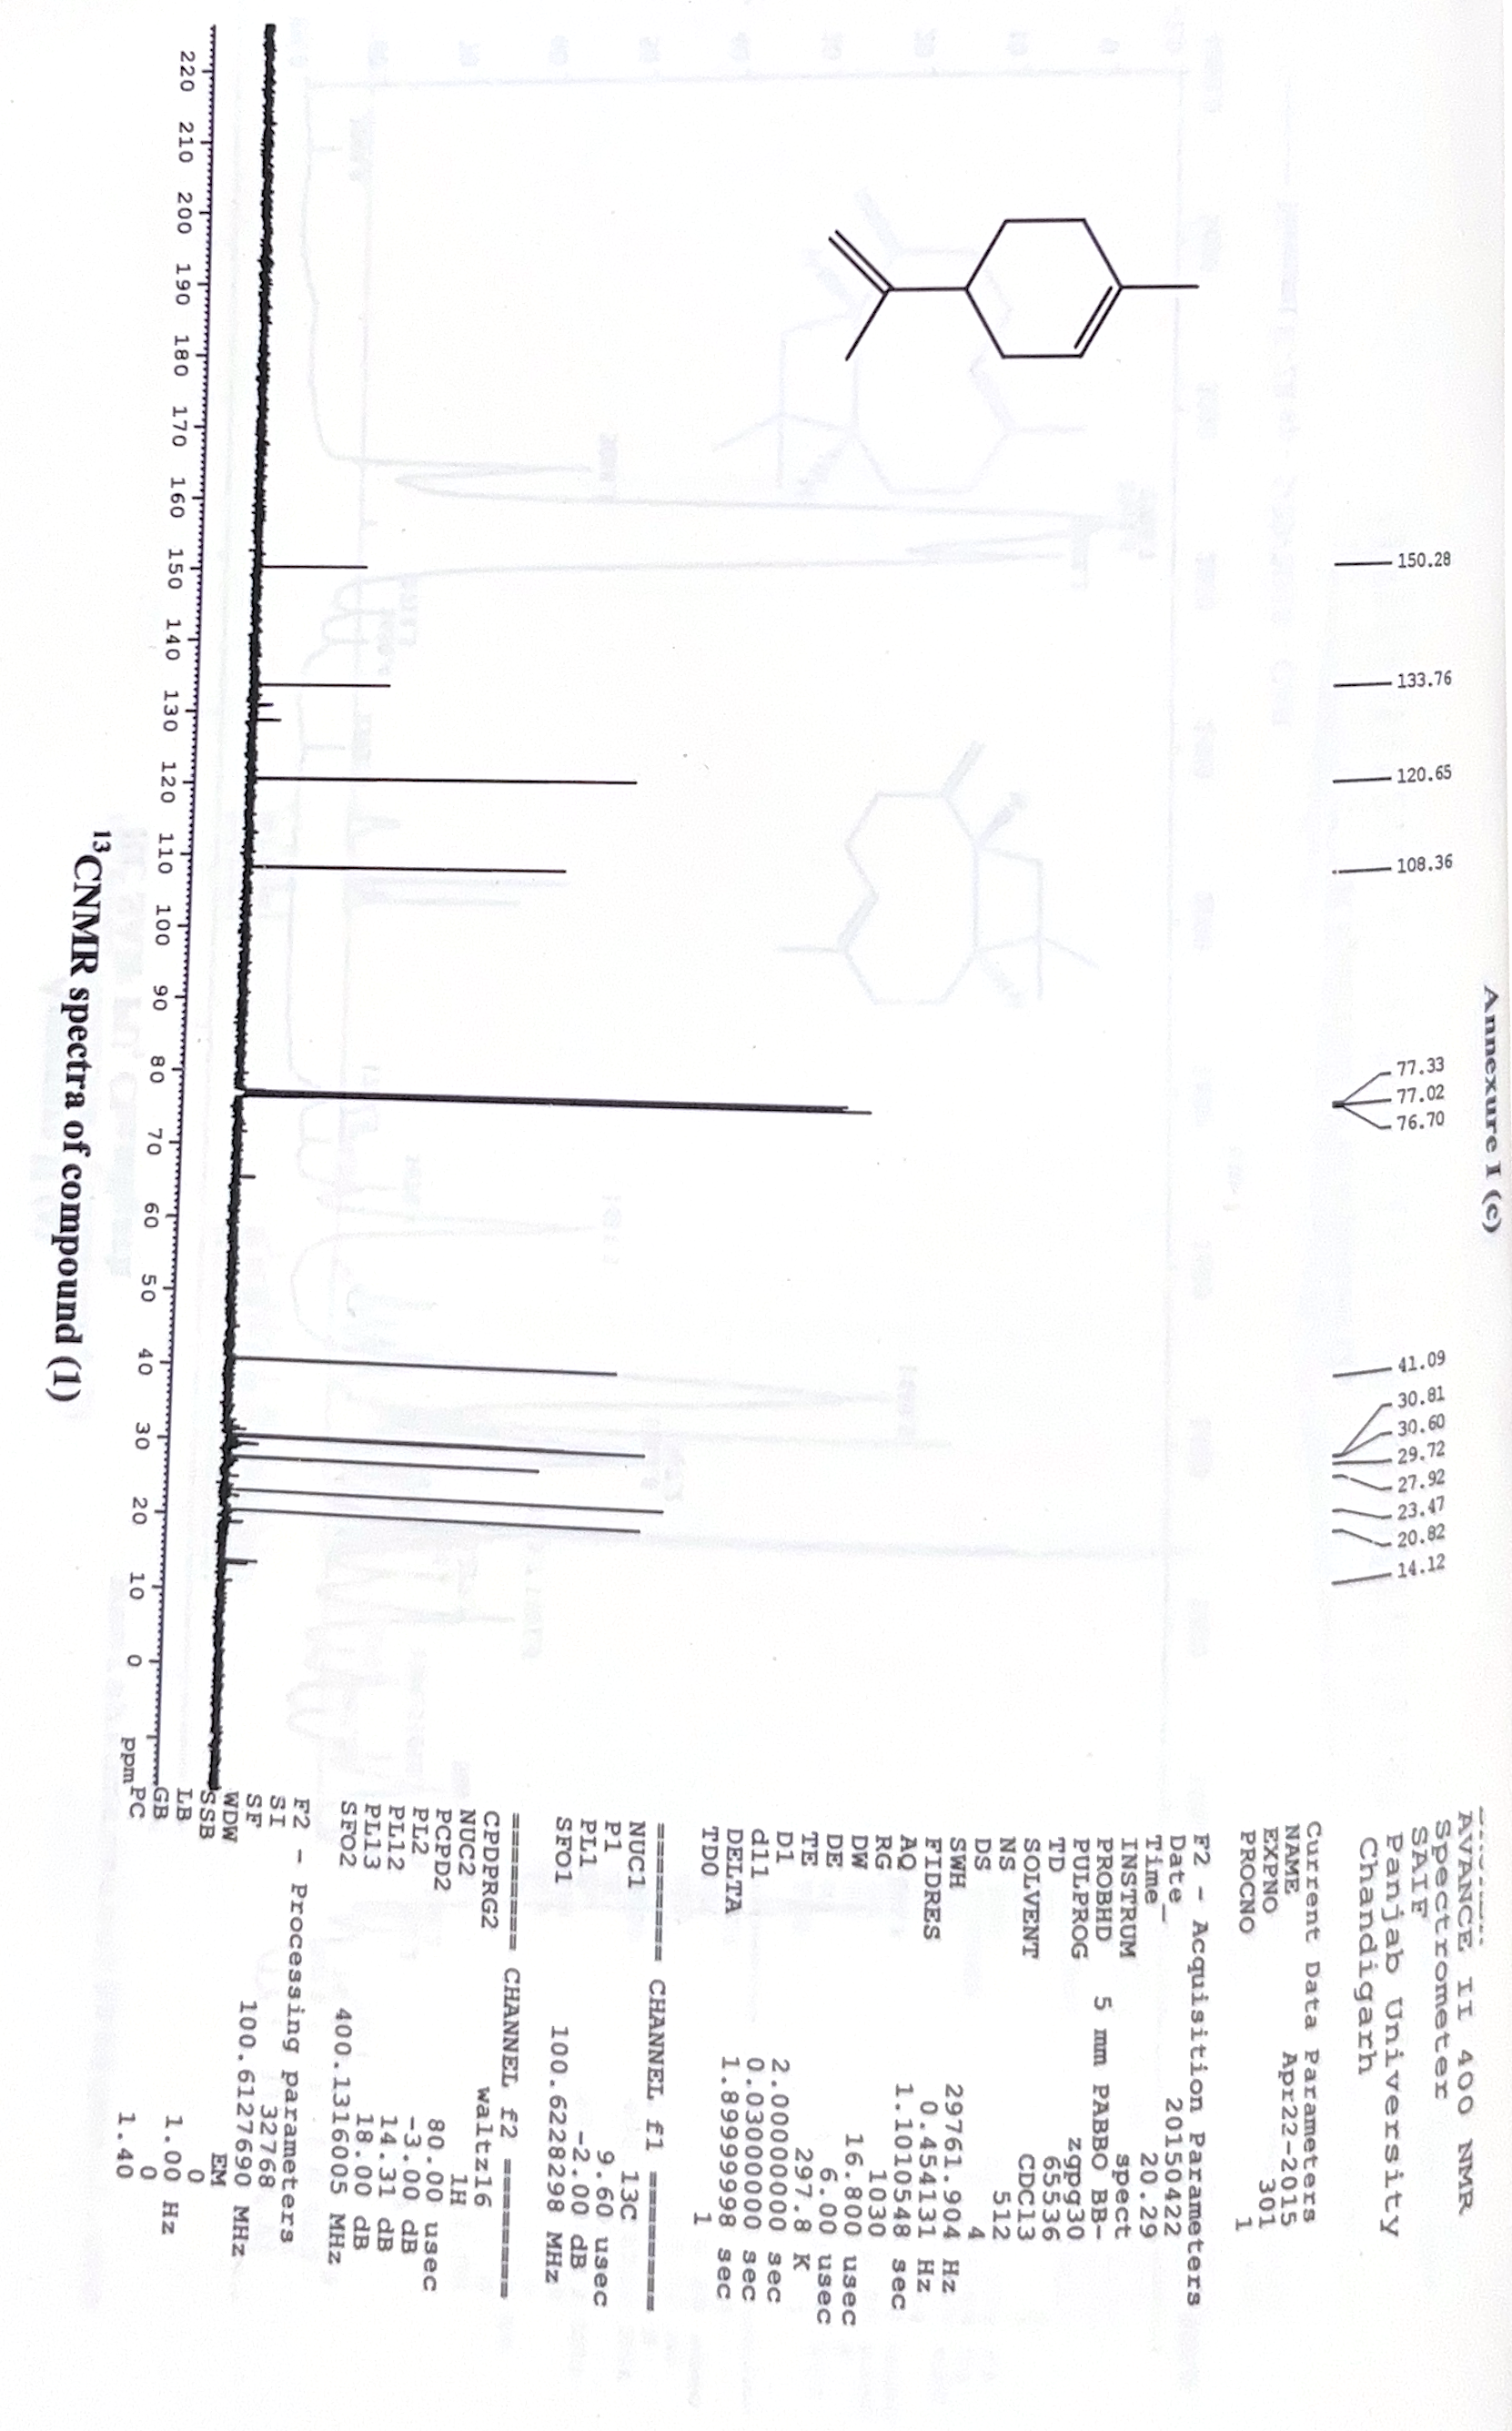 Annexure I (c)
AVANCE II 400 NMR
Spectrometer
SAIF
Panjab University
Chandigarh
150.28
133.76
120.65
108.36
77.33
77.02
76.70
41.09
30.81
30.60
29.72
27.92
23.47
20.82
14.12
Current Data Parameters
NAME Apr22-2015
EXPNO 301
PROCNO 1
F2 - Acquisition Parameters
Date_ 20150422
Time 20.29
INSTRUM spect
PROBHD 5 mm PABBO BB-
PULPROG zgpg30
TD 65536
SOLVENT CDCl3
NS 512
DS 4
SWH 29761.904 Hz
FIDRES 0.454131 Hz
AQ 1.1010548 sec
RG 1030
DW 16.800 usec
DE 6.00 usec
TE 297.8 K
D1 2.00000000 sec
d11 0.03000000 sec
DELTA 1.89999998 sec
TD0 1
======== CHANNEL f1 ========
NUC1 13C
P1 9.60 usec
PL1 -2.00 dB
SFO1 100.6228298 MHz
======== CHANNEL f2 ========
CPDPRG2 waltz16
NUC2 1H
PCPD2 80.00 usec
PL2 -3.00 dB
PL12 14.31 dB
PL13 18.00 dB
SFO2 400.1316005 MHz
F2 - Processing parameters
SI 32768
SF 100.6127690 MHz
WDW EM
SSB 0
LB 1.00 Hz
GB 0
PC 1.40
220 210 200 190 180 170 160 150 140 130 120 110 100 90 80 70 60 50 40 30 20 10 0 ppm
13CNMR spectra of compound (1)